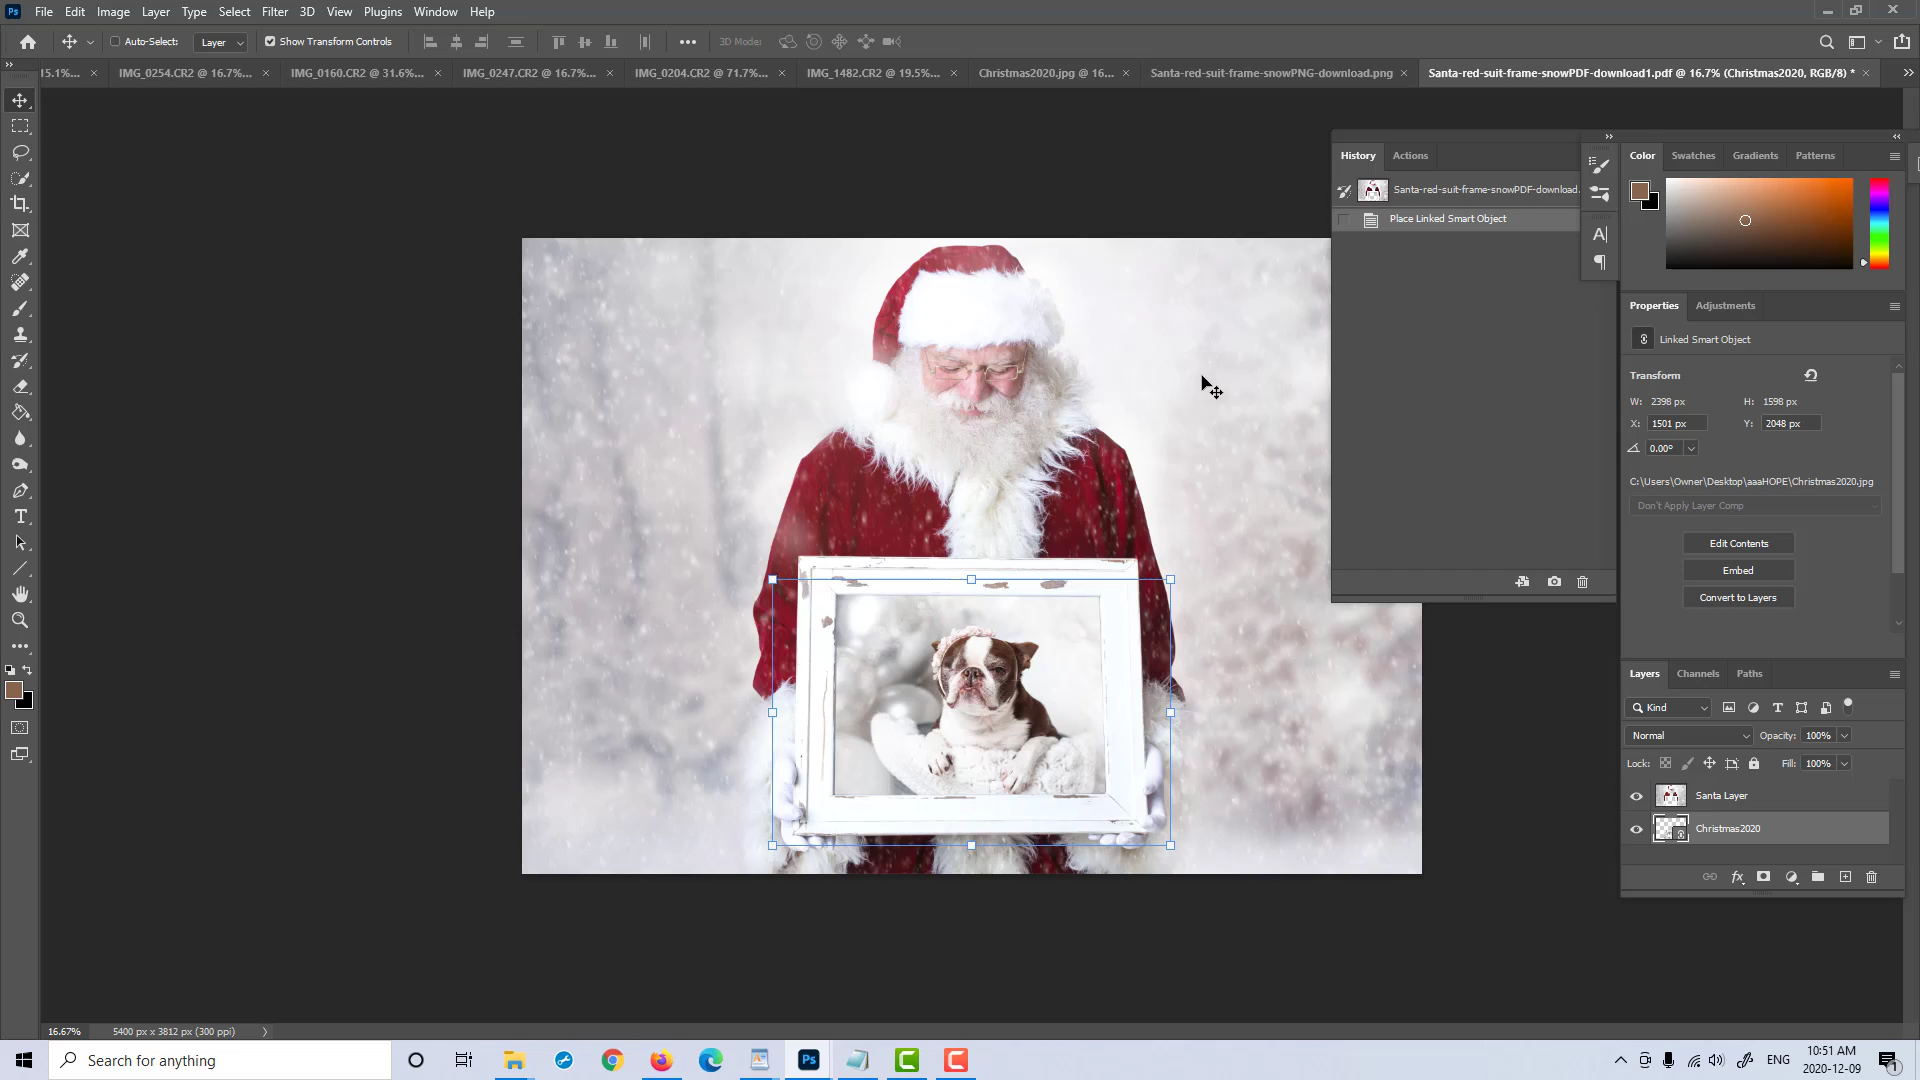 Ps File Edit Image Layer Type Select Filter 3D View Plugins Window Help
Auto-Select: Layer Show Transform Controls 3D Mode:
15.1%... IMG_0254.CR2 @ 16.7%... IMG_0160.CR2 @ 31.6%... IMG_0247.CR2 @ 16.7%... IMG_0204.CR2 @ 71.7%... IMG_1482.CR2 @ 19.5%... Christmas2020.jpg @ 16.... Santa-red-suit-frame-snowPNG-download.png Santa-red-suit-frame-snowPDF-download1.pdf @ 16.7% (Christmas2020, RGB/8) *
History Actions
Santa-red-suit-frame-snowPDF-download.
Place Linked Smart Object
Color Swatches Gradients Patterns
Properties Adjustments
Linked Smart Object
Transform
W: 2398 px H: 1598 px
X: 1501 px Y: 2048 px
0.00°
C:\Users\Owner\Desktop\aaaHOPE\Christmas2020.jpg
Don't Apply Layer Comp
Edit Contents
Embed
Convert to Layers
Layers Channels Paths
Kind
Normal Opacity: 100%
Lock: Fill: 100%
Santa Layer
Christmas2020
fx
16.67% 5400 px x 3812 px (300 ppi)
Search for anything
Ps
ENG
10:51 AM
2020-12-09
1